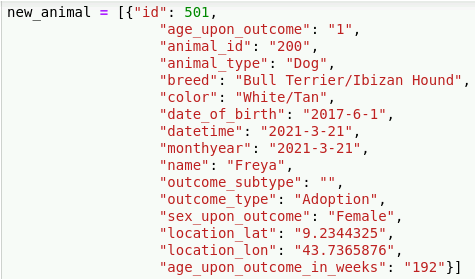 new_animal = [{"id": 501,
"age_upon_outcome": "1",
"animal_id": "200",
"animal_type": "Dog",
"breed": "Bull Terrier/Ibizan Hound",
"color": "White/Tan",
"date_of_birth": "2017-6-1",
"datetime": "2021-3-21",
"monthyear": "2021-3-21",
"name": "Freya",
"outcome_subtype": "",
"outcome_type": "Adoption",
"sex_upon_outcome": "Female",
"location_lat": "9.2344325",
"location_lon": "43.7365876",
"age_upon_outcome_in_weeks": "192"}]